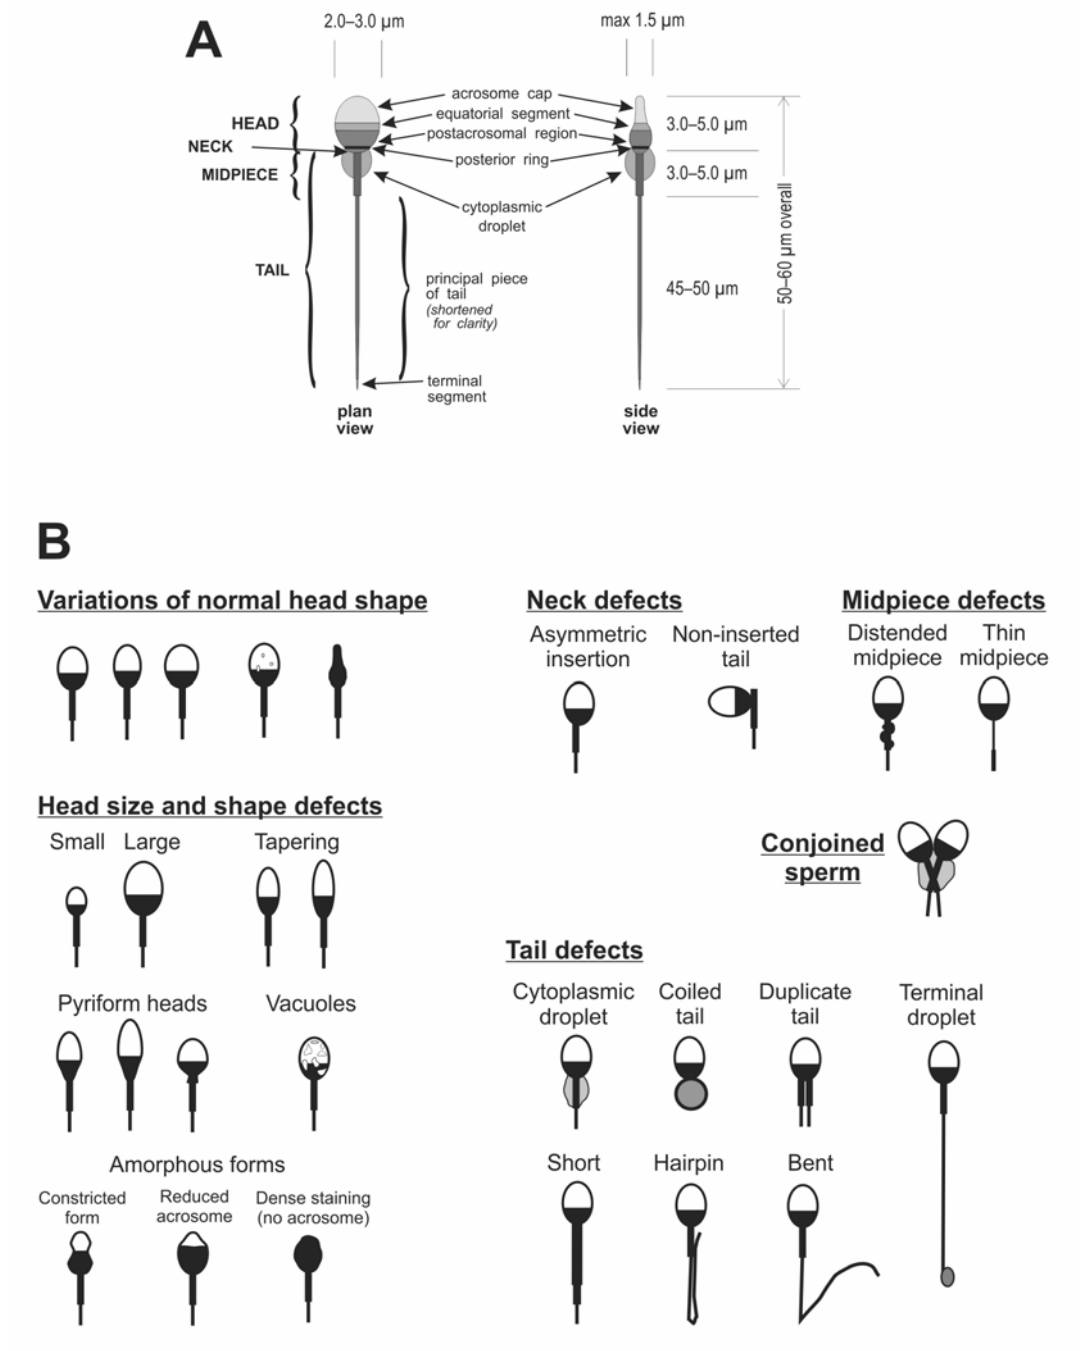 A
2.0–3.0 µm
max 1.5 µm
acrosome cap
equatorial segment
postacrosomal region
posterior ring
cytoplasmic
droplet
HEAD
NECK
MIDPIECE
TAIL
principal piece
of tail
(shortened
for clarity)
terminal
segment
3.0–5.0 µm
3.0–5.0 µm
45–50 µm
50–60 µm overall
plan
view
side
view
B
Variations of normal head shape
Neck defects
Asymmetric
insertion
Non-inserted
tail
Midpiece defects
Distended
midpiece
Thin
midpiece
Head size and shape defects
Small
Large
Tapering
Pyriform heads
Vacuoles
Amorphous forms
Constricted
form
Reduced
acrosome
Dense staining
(no acrosome)
Conjoined
sperm
Tail defects
Cytoplasmic
droplet
Coiled
tail
Duplicate
tail
Terminal
droplet
Short
Hairpin
Bent